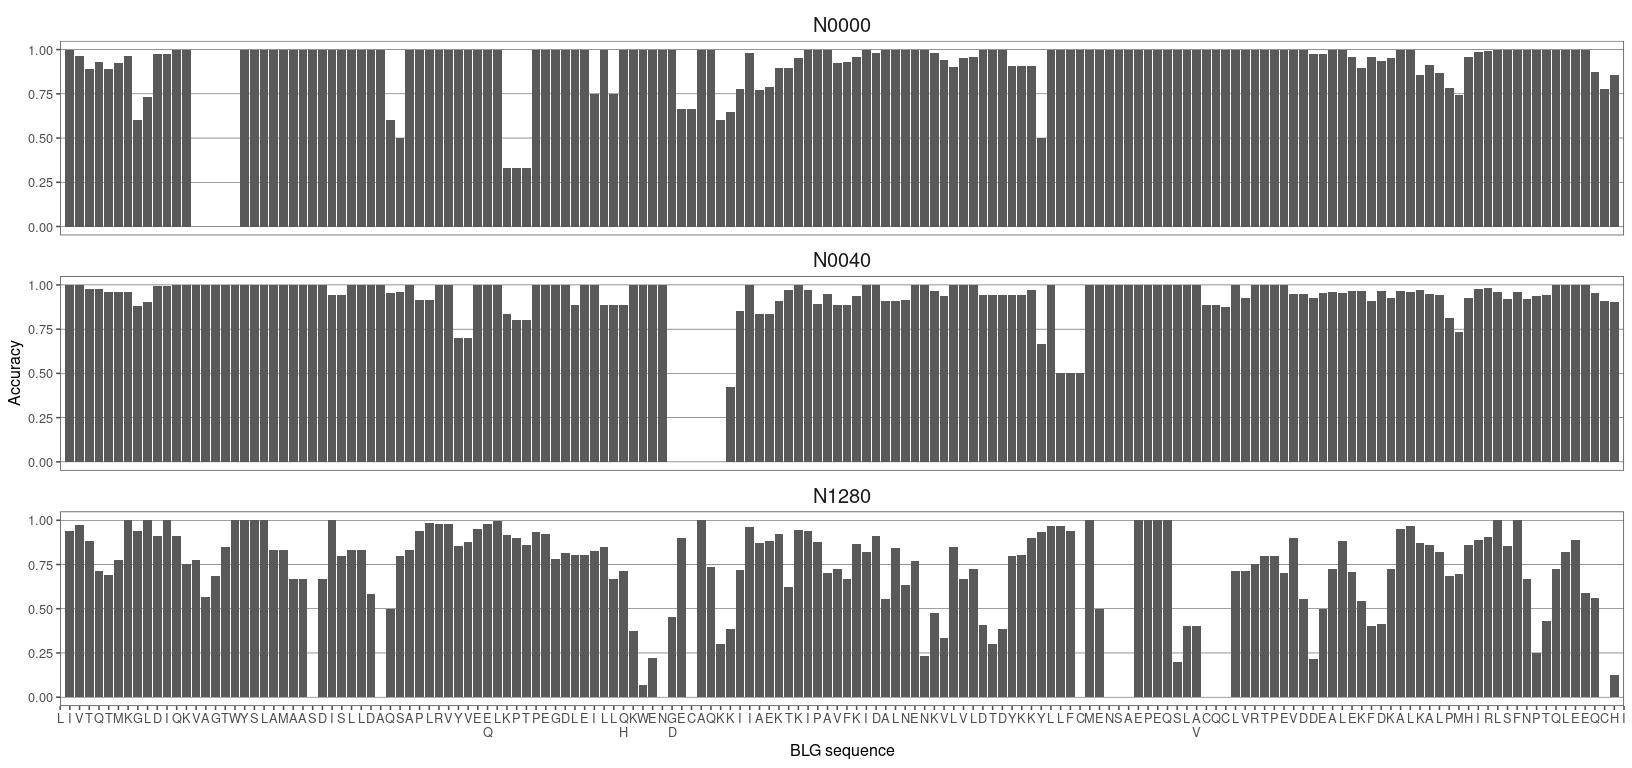 N0000
1.00
0.75
0.50
0.25
0.00
N0040
1.00
0.75
0.50
0.25
0.00
Accuracy
N1280
1.00
0.75
0.50
0.25
0.00
LIVTQTMKGLDIQKVAGTWYSLAMAASDISLLDAQSAPLRVYVEELKPTPEGDLEILLQKWENGECAQKKIIAEKTKIPAVFKIDALNENKVLVLDTDYKKYLLFCMENSAEPEQSLACQCLVRTPEVDDEALEKFDKALKALPMHIRLSFNPTQLEEQCHI
Q H D V
BLG sequence